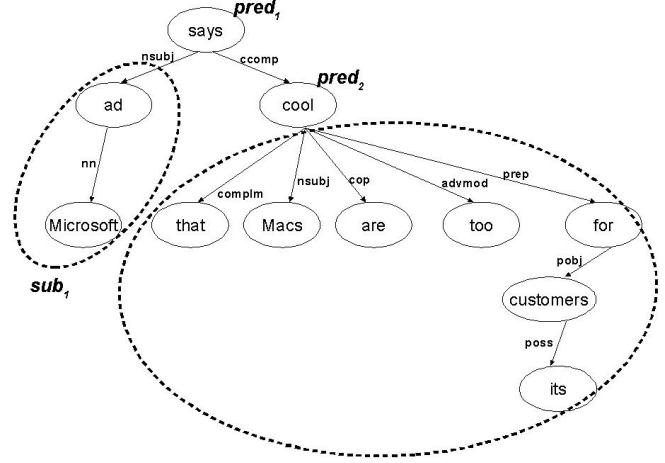 pred1
says
nsubj
ccomp
pred2
ad
cool
nn
complm
nsubj
cop
advmod
prep
Microsoft
that
Macs
are
too
for
sub1
pobj
customers
poss
its